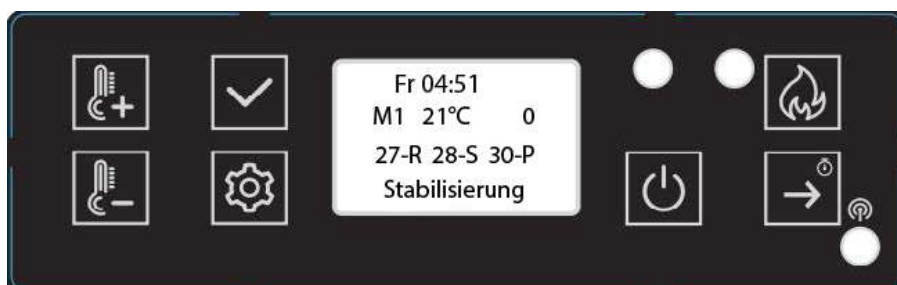 Fr 04:51
M1 21°C 0
27-R 28-S 30-P
Stabilisierung